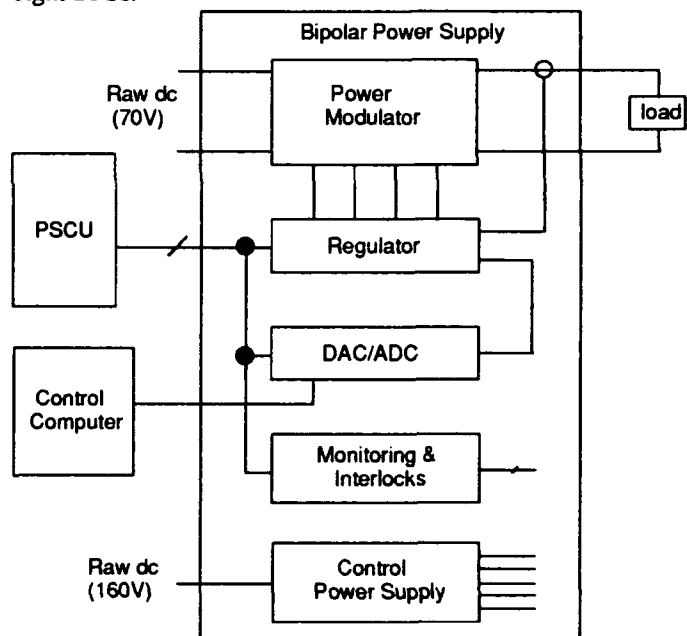 Bipolar Power Supply
Raw dc
(70V)
Power
Modulator
load
PSCU
Regulator
DAC/ADC
Control
Computer
Monitoring &
Interlocks
Raw dc
(160V)
Control
Power Supply